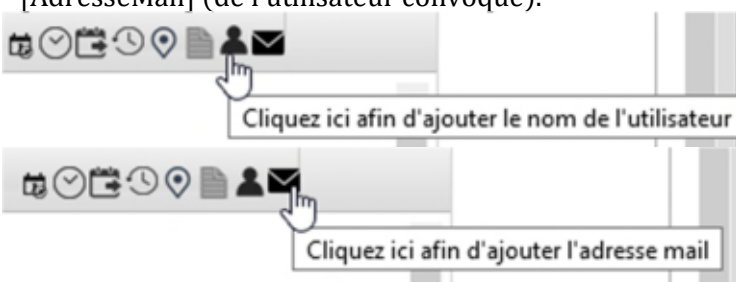 [AdresseMail] (de l'utilisateur convoqué).
Cliquez ici afin d'ajouter le nom de l'utilisateur
Cliquez ici afin d'ajouter l'adresse mail